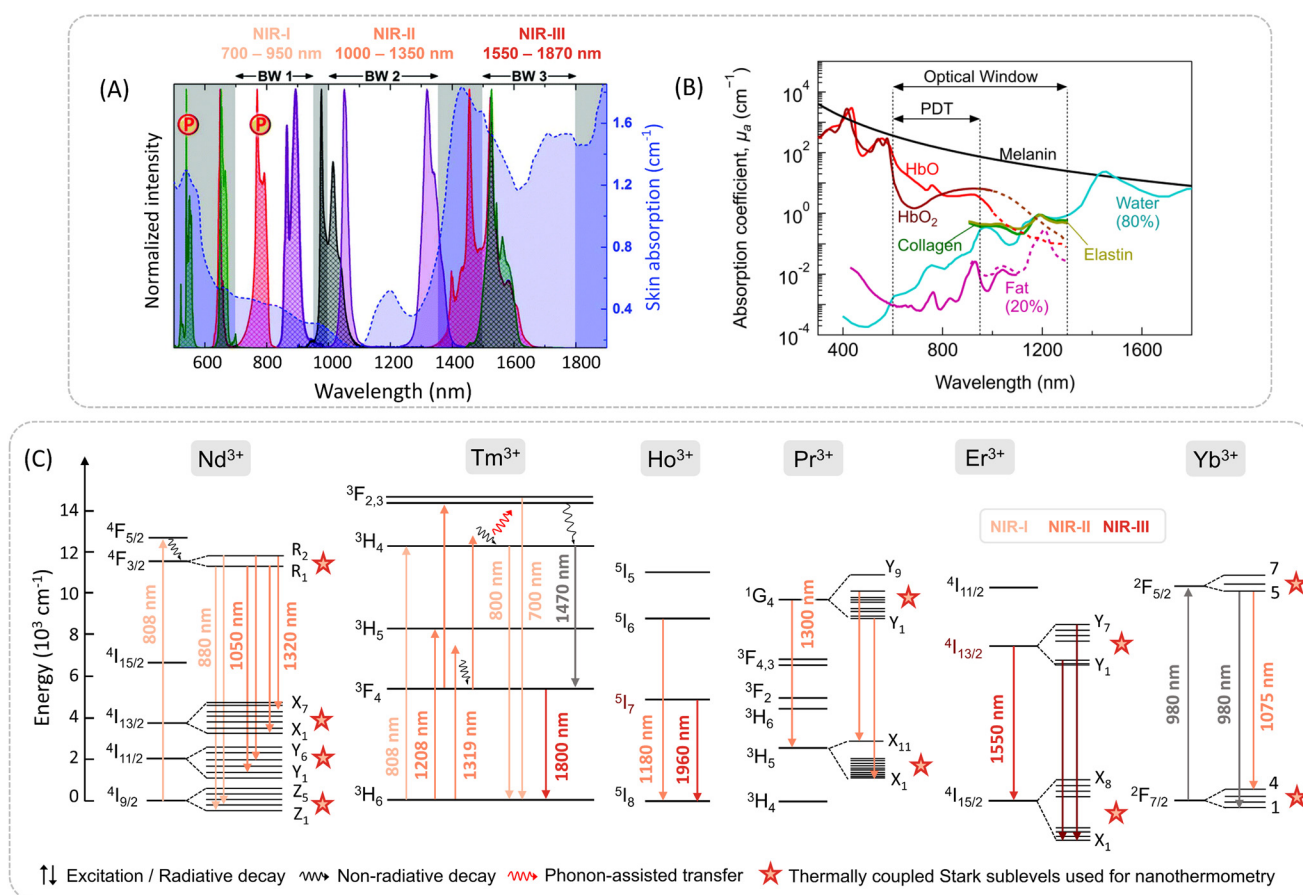 NIR-I NIR-II NIR-III
700 – 950 nm 1000 – 1350 nm 1550 – 1870 nm
BW 1 BW 2 BW 3
(A)
P P
Normalized intensity
1.6
1.2
0.8
0.4
Skin absorption (cm⁻¹)
600 800 1000 1200 1400 1600 1800
Wavelength (nm)
(B)
Optical Window
PDT
Melanin
HbO
HbO₂
Collagen
Elastin
Water
(80%)
Fat
(20%)
10⁴
10²
10⁰
10⁻²
10⁻⁴
Absorption coefficient, μₐ (cm⁻¹)
400 800 1200 1600
Wavelength (nm)
(C)
Nd³⁺ Tm³⁺ Ho³⁺ Pr³⁺ Er³⁺ Yb³⁺
NIR-I NIR-II NIR-III
Energy (10³ cm⁻¹)
14
12
10
8
6
4
2
0
⁴F₅/₂
⁴F₃/₂
⁴I₁₅/₂
⁴I₁₃/₂
⁴I₁₁/₂
⁴I₉/₂
R₂
R₁
X₇
X₁
Y₆
Y₁
Z₅
Z₁
808 nm
880 nm
1050 nm
1320 nm
³F₂,₃
³H₄
³H₅
³F₄
³H₆
808 nm
1208 nm
1319 nm
800 nm
700 nm
1470 nm
1800 nm
⁵I₅
⁵I₆
⁵I₇
⁵I₈
1180 nm
1960 nm
¹G₄
³F₄,₃
³F₂
³H₆
³H₅
³H₄
1300 nm
Y₉
Y₁
X₁₁
X₁
⁴I₁₁/₂
⁴I₁₃/₂
⁴I₁₅/₂
1550 nm
Y₇
Y₁
X₈
X₁
²F₅/₂
²F₇/₂
7
5
4
1
980 nm
980 nm
1075 nm
Excitation / Radiative decay Non-radiative decay Phonon-assisted transfer Thermally coupled Stark sublevels used for nanothermometry